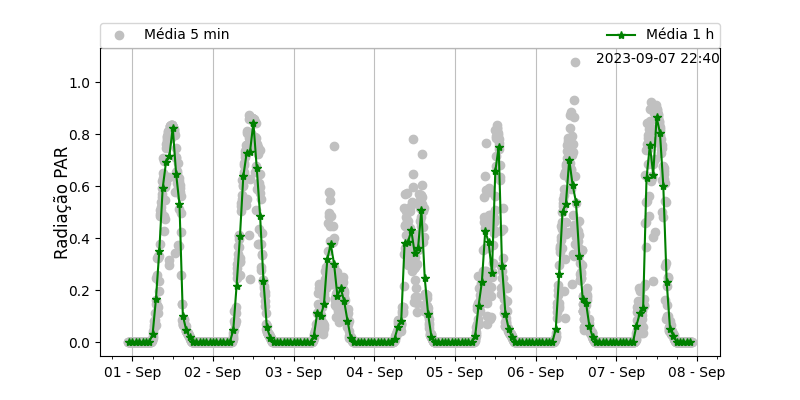 Média 5 min
Média 1 h
2023-09-07 22:40
Radiação PAR
1.0
0.8
0.6
0.4
0.2
0.0
01 - Sep
02 - Sep
03 - Sep
04 - Sep
05 - Sep
06 - Sep
07 - Sep
08 - Sep